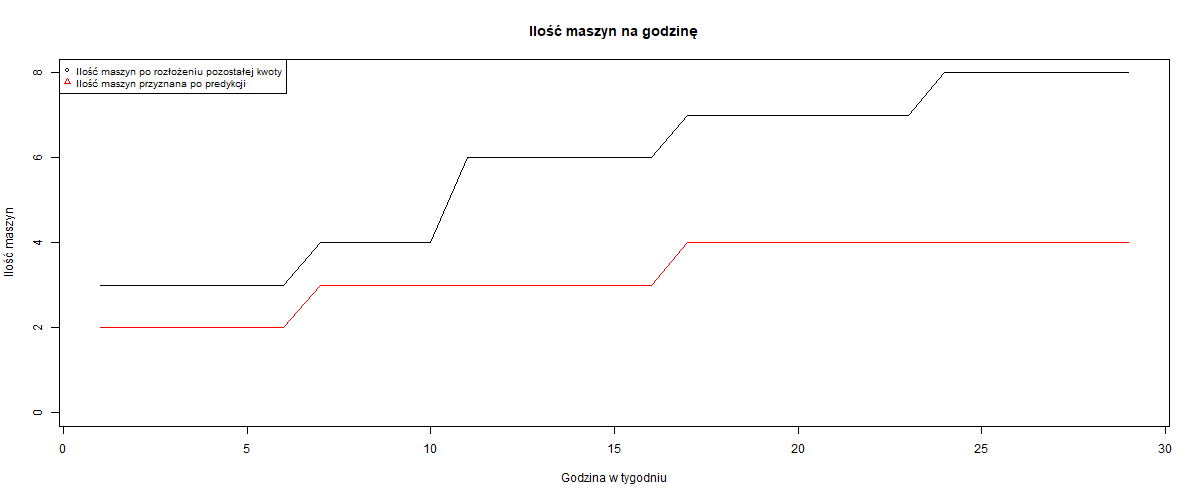 Ilość maszyn na godzinę
Ilość maszyn po rozłożeniu pozostałej kwoty
Ilość maszyn przyznana po predykcji
Ilość maszyn
8
6
4
2
0
0 5 10 15 20 25 30
Godzina w tygodniu